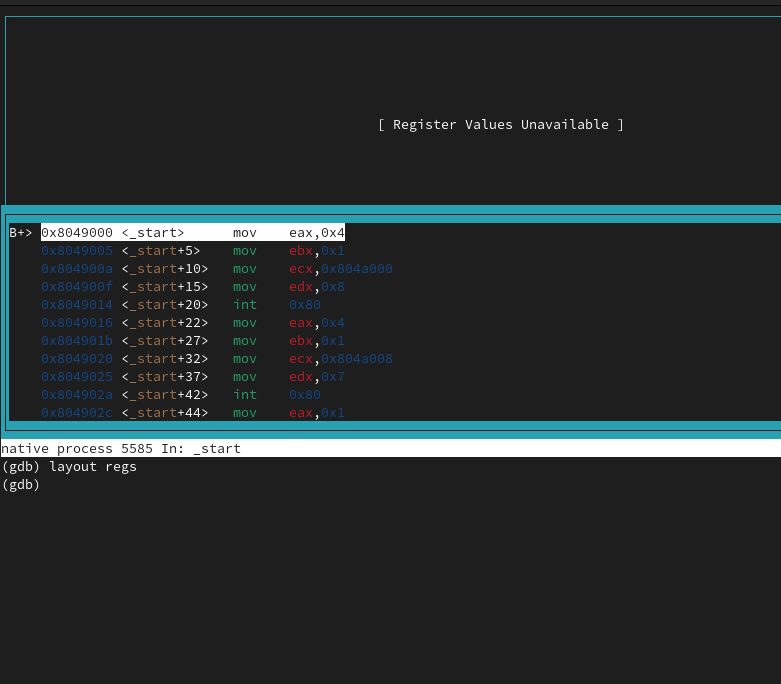 [ Register Values Unavailable ]
B+> 0x8049000 <_start>      mov    eax,0x4
    0x8049005 <_start+5>    mov    ebx,0x1
    0x804900a <_start+10>   mov    ecx,0x804a000
    0x804900f <_start+15>   mov    edx,0x8
    0x8049014 <_start+20>   int    0x80
    0x8049016 <_start+22>   mov    eax,0x4
    0x804901b <_start+27>   mov    ebx,0x1
    0x8049020 <_start+32>   mov    ecx,0x804a008
    0x8049025 <_start+37>   mov    edx,0x7
    0x804902a <_start+42>   int    0x80
    0x804902c <_start+44>   mov    eax,0x1
native process 5585 In: _start
(gdb) layout regs
(gdb)